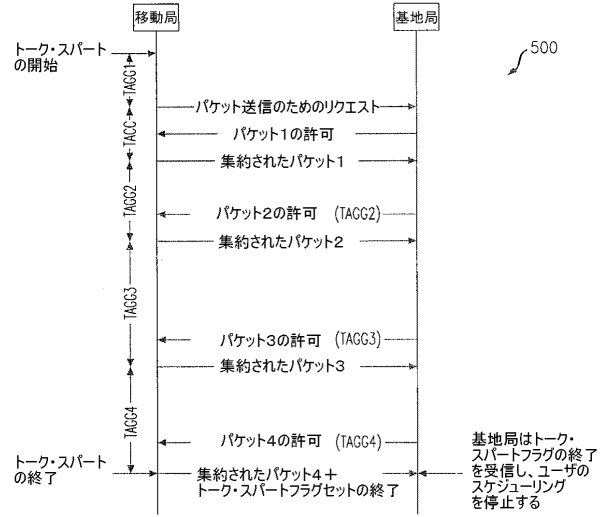 移動局
基地局
500
トーク・スパート
の開始
TAGG1
パケット送信のためのリクエスト
TACC
パケット1の許可
集約されたパケット1
TAGG2
パケット2の許可 (TAGG2)
集約されたパケット2
TAGG3
パケット3の許可 (TAGG3)
集約されたパケット3
TAGG4
パケット4の許可 (TAGG4)
トーク・スパート
の終了
集約されたパケット4+
トーク・スパートフラグセットの終了
基地局はトーク・
スパートフラグの終了
を受信し、ユーザの
スケジューリング
を停止する